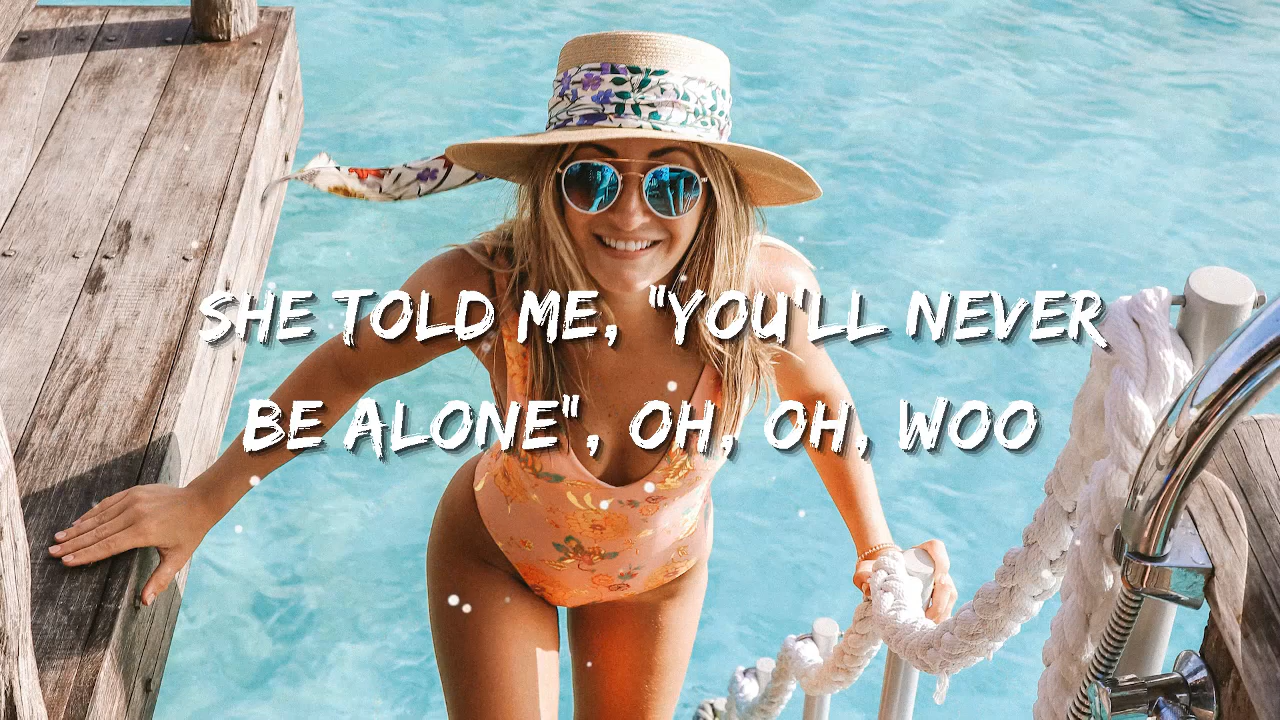 SHE TOLD ME, "YOU'LL NEVER
BE ALONE", OH, OH, WOO